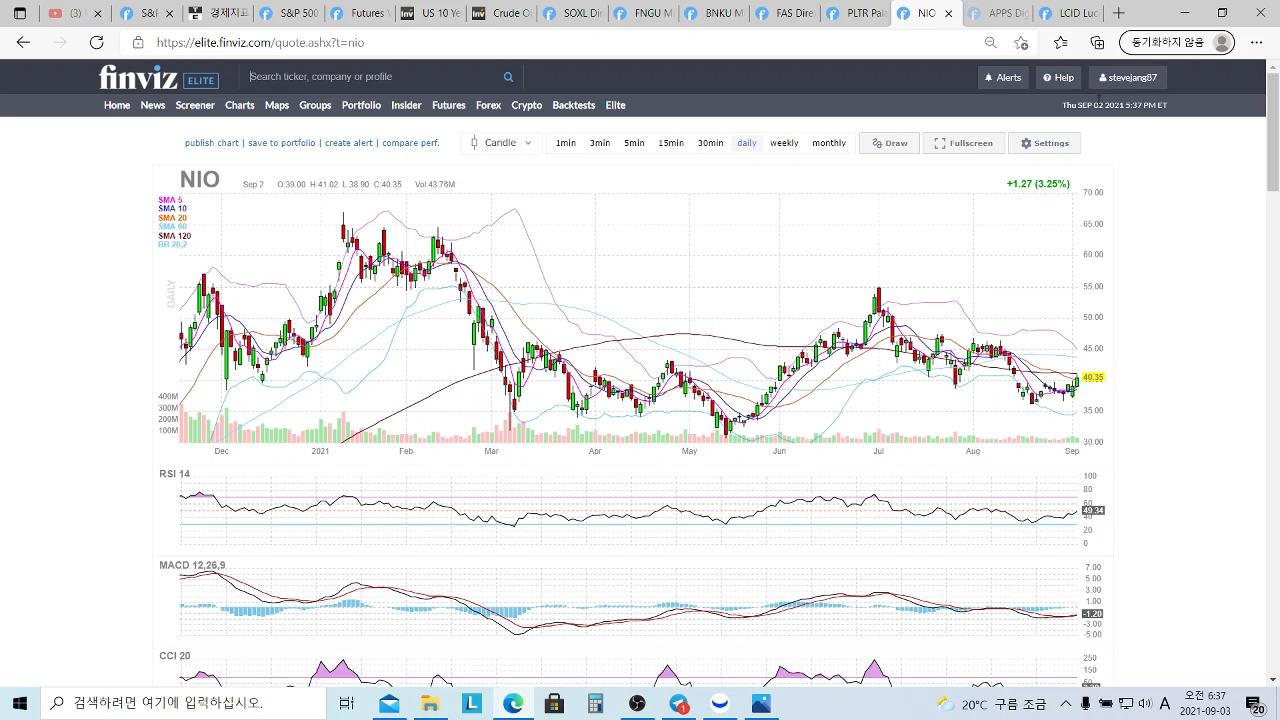 (3)
경제지표
S&P 500
Futures
US 10 Ye
SOXL Di
FNGU M
BNKU M
FAS Dire
PLTR Pa
NIO
APPS Dig
LCID Luc
https://elite.finviz.com/quote.ashx?t=nio
동기화하지 않음
finviz ELITE
Search ticker, company or profile
Alerts
Help
stevejang87
Home News Screener Charts Maps Groups Portfolio Insider Futures Forex Crypto Backtests Elite
Thu SEP 02 2021 5:37 PM ET
publish chart | save to portfolio | create alert | compare perf.
Candle
1min 3min 5min 15min 30min daily weekly monthly
Draw
Fullscreen
Settings
NIO
Sep 2 O:39.00 H:41.02 L:38.90 C:40.35 Vol:43.76M
+1.27 (3.25%)
SMA 5
SMA 10
SMA 20
SMA 60
SMA 120
BB 20,2
DAILY
70.00
65.00
60.00
55.00
50.00
45.00
40.35
35.00
30.00
400M
300M
200M
100M
Dec 2021 Feb Mar Apr May Jun Jul Aug Sep
RSI 14
100
80
49.34
40
20
0
MACD 12,26,9
7.00
5.00
3.00
1.00
-1.20
-3.00
-5.00
CCI 20
250
150
50
검색하려면 여기에 입력하십시오.
L
1
20°C 구름 조금
A
오전 6:37
2021-09-03
20